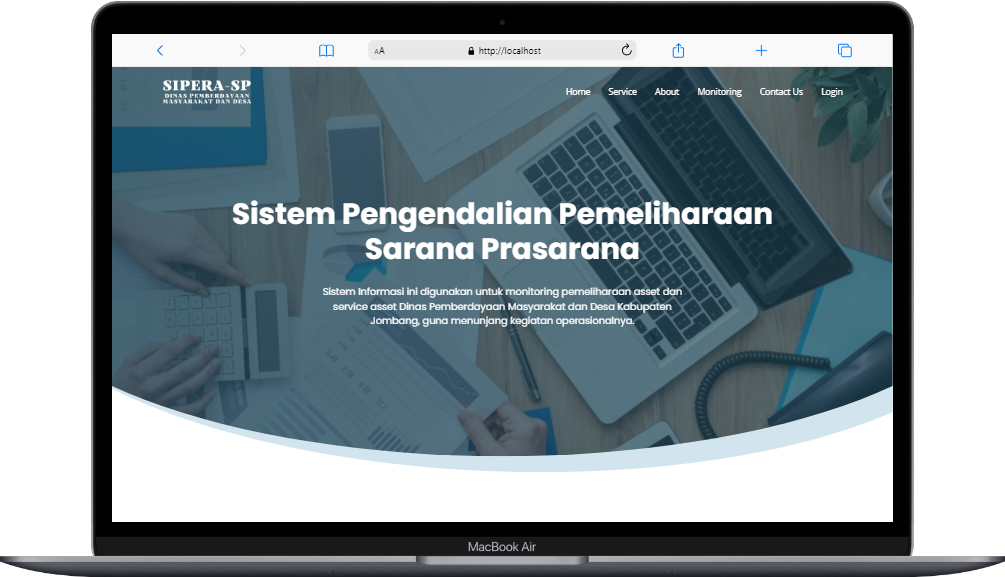 AA
http://localhost
SIPERA-SP
DINAS PEMBERDAYAAN
MASYARAKAT DAN DESA
Home Service About Monitoring Contact Us Login
Sistem Pengendalian Pemeliharaan
Sarana Prasarana
Sistem Informasi ini digunakan untuk monitoring pemeliharaan asset dan
service asset Dinas Pemberdayaan Masyarakat dan Desa Kabupaten
Jombang, guna menunjang kegiatan operasionalnya.
MacBook Air